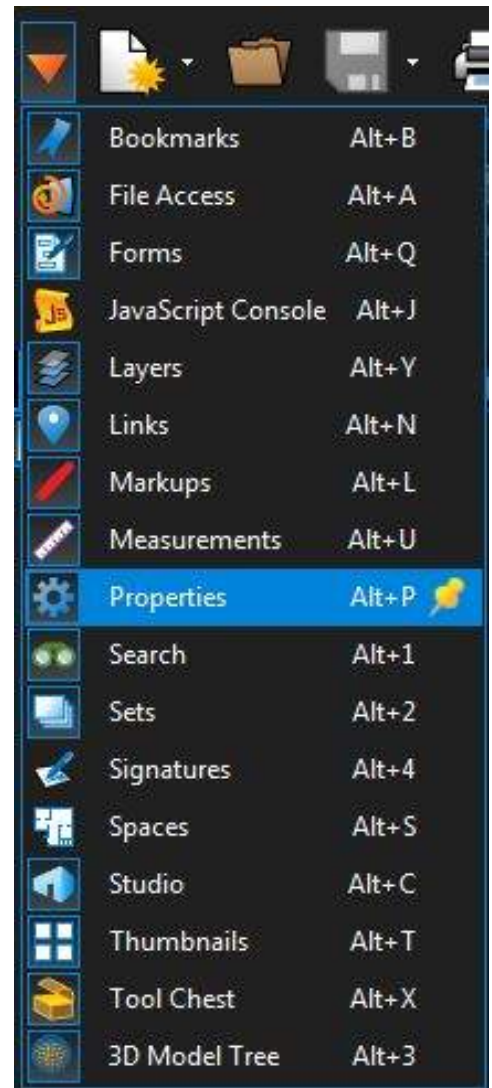 Bookmarks Alt+B
File Access Alt+A
Forms Alt+Q
JavaScript Console Alt+J
Layers Alt+Y
Links Alt+N
Markups Alt+L
Measurements Alt+U
Properties Alt+P
Search Alt+1
Sets Alt+2
Signatures Alt+4
Spaces Alt+S
Studio Alt+C
Thumbnails Alt+T
Tool Chest Alt+X
3D Model Tree Alt+3